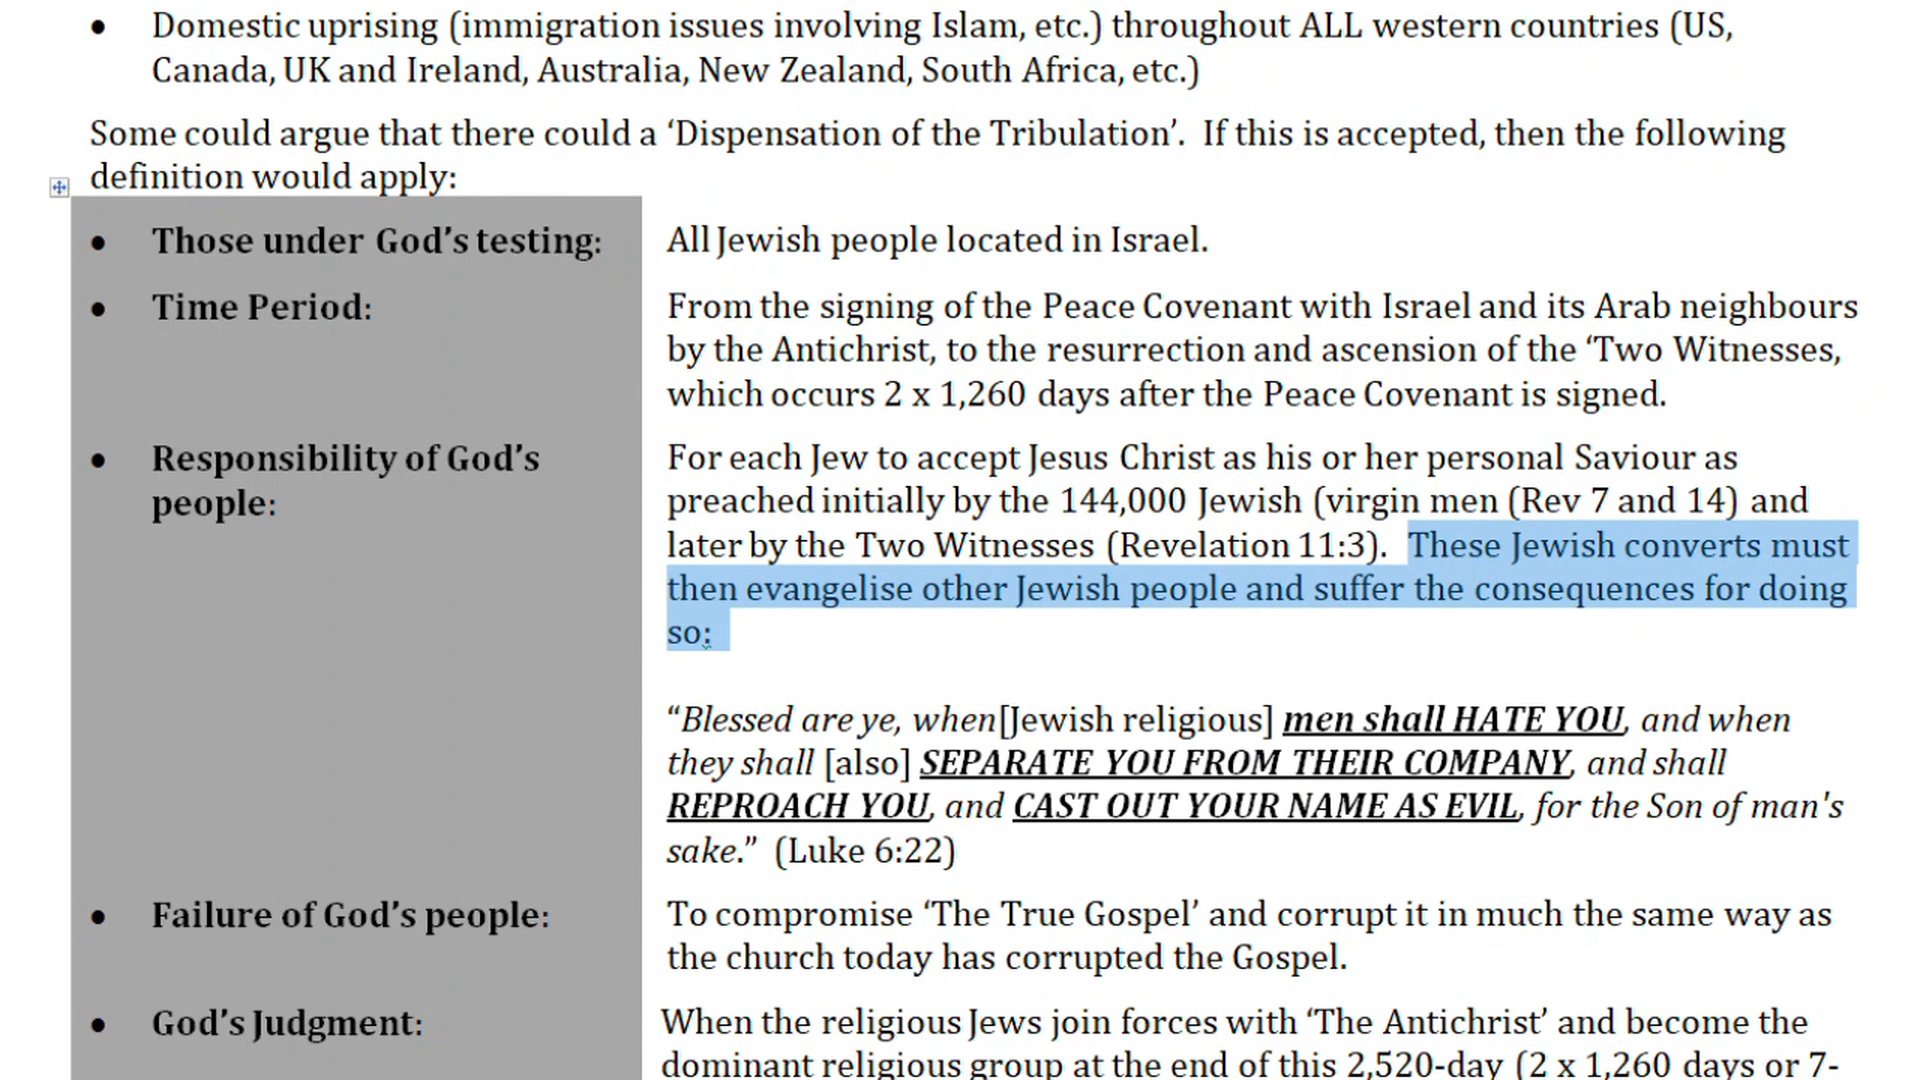 • Domestic uprising (immigration issues involving Islam, etc.) throughout ALL western countries (US,
Canada, UK and Ireland, Australia, New Zealand, South Africa, etc.)
Some could argue that there could a ‘Dispensation of the Tribulation’.  If this is accepted, then the following
definition would apply:
• Those under God’s testing: All Jewish people located in Israel.
• Time Period: From the signing of the Peace Covenant with Israel and its Arab neighbours
by the Antichrist, to the resurrection and ascension of the ‘Two Witnesses,
which occurs 2 x 1,260 days after the Peace Covenant is signed.
• Responsibility of God’s
people:
For each Jew to accept Jesus Christ as his or her personal Saviour as
preached initially by the 144,000 Jewish (virgin men (Rev 7 and 14) and
later by the Two Witnesses (Revelation 11:3).  These Jewish converts must
then evangelise other Jewish people and suffer the consequences for doing
so:
“Blessed are ye, when[Jewish religious] men shall HATE YOU, and when
they shall [also] SEPARATE YOU FROM THEIR COMPANY, and shall
REPROACH YOU, and CAST OUT YOUR NAME AS EVIL, for the Son of man's
sake.”  (Luke 6:22)
• Failure of God’s people: To compromise ‘The True Gospel’ and corrupt it in much the same way as
the church today has corrupted the Gospel.
• God’s Judgment: When the religious Jews join forces with ‘The Antichrist’ and become the
dominant religious group at the end of this 2,520-day (2 x 1,260 days or 7-